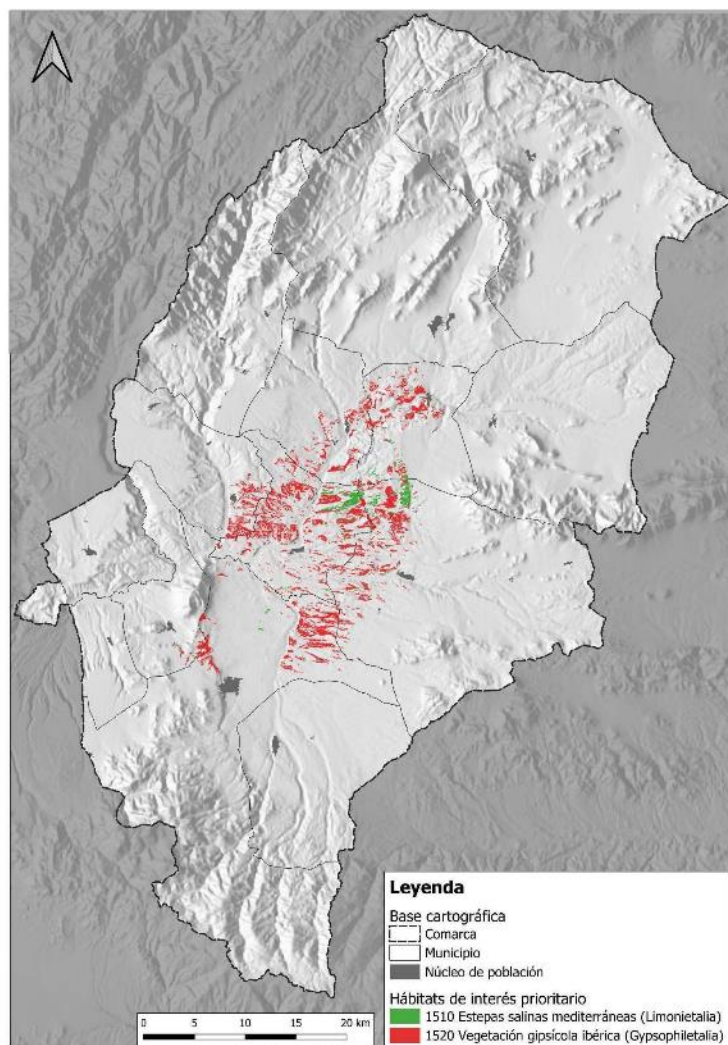 Leyenda
Base cartográfica
Comarca
Municipio
Núcleo de población
Hábitats de interés prioritario
1510 Estepas salinas mediterráneas (Limonietalia)
1520 Vegetación gipsícola ibérica (Gypsophiletalia)
0 5 10 15 20 km